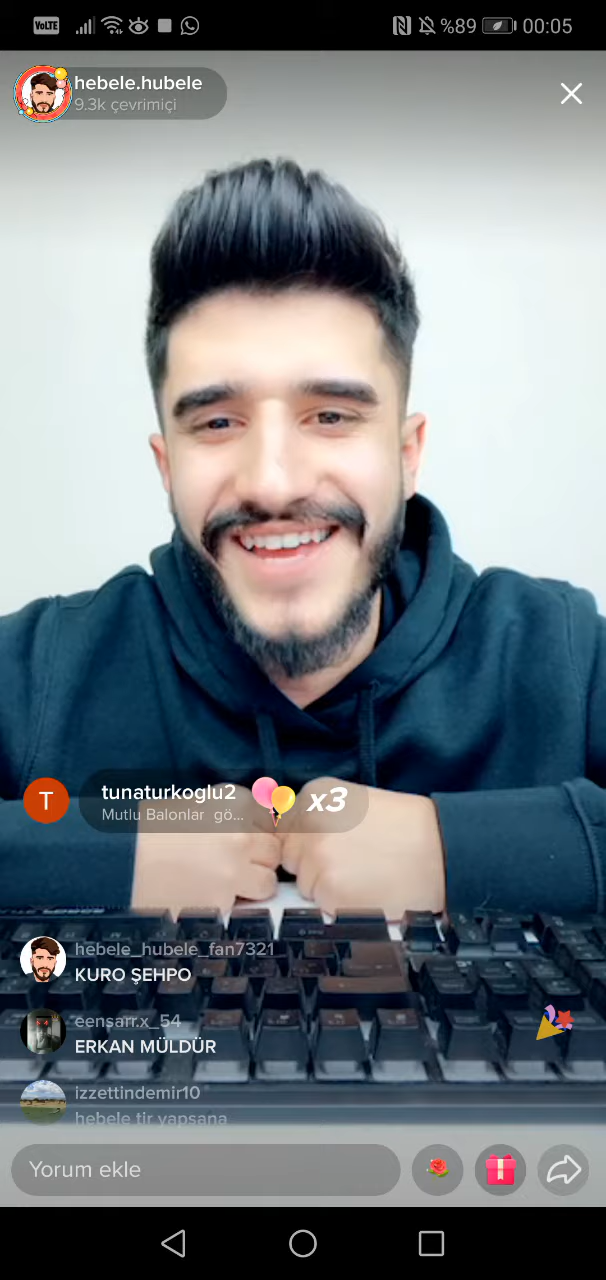 VoLTE
%89 00:05
hebele.hubele
9.3k çevrimiçi
T
tunaturkoglu2
x3
Mutlu Balonlar gö...
hebele_hubele_fan7321
KURO ŞEHPO
eensarr.x_54
ERKAN MÜLDÜR
izzettindemir10
hebele tir yapsana
Yorum ekle